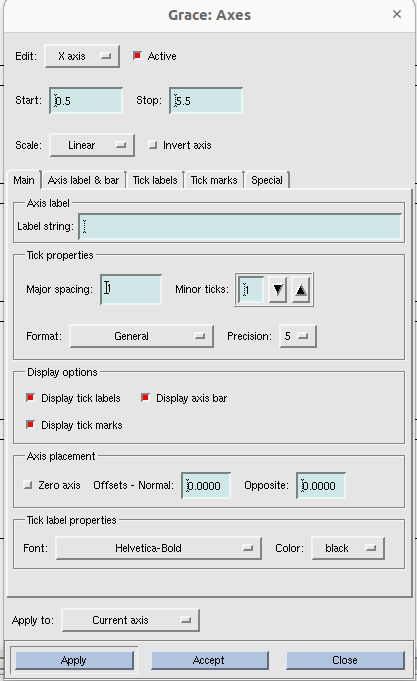 Grace: Axes
Edit: X axis Active
Start: 0.5 Stop: 5.5
Scale: Linear Invert axis
Main Axis label & bar Tick labels Tick marks Special
Axis label
Label string:
Tick properties
Major spacing: 1 Minor ticks: 1
Format: General Precision: 5
Display options
Display tick labels Display axis bar
Display tick marks
Axis placement
Zero axis Offsets - Normal: 0.0000 Opposite: 0.0000
Tick label properties
Font: Helvetica-Bold Color: black
Apply to: Current axis
Apply Accept Close